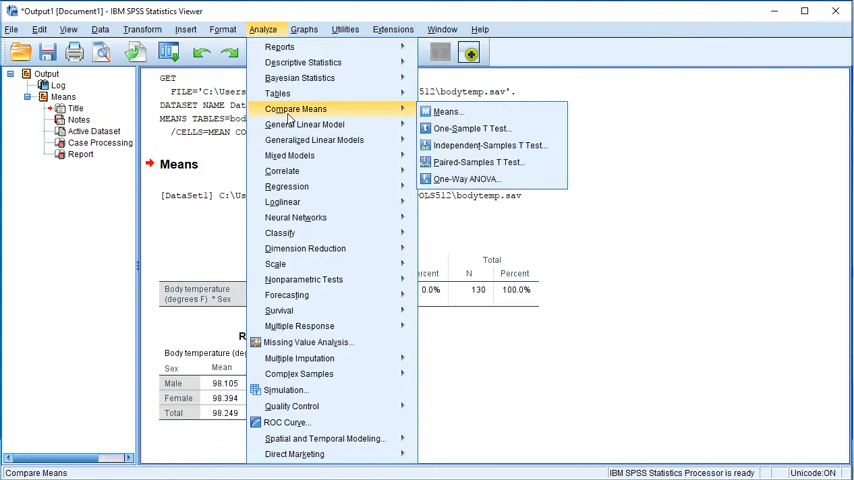 *Output1 [Document1] - IBM SPSS Statistics Viewer
File Edit View Data Transform Insert Format Analyze Graphs Utilities Extensions Window Help
Output
Log
Means
Title
Notes
Active Dataset
Case Processing
Report
GET
FILE='C:\Users
DATASET NAME Dat
MEANS TABLES=bod
/CELLS=MEAN CO
Means
[DataSet1] C:\Us
Body temperature
(degrees F) * Sex
Body temperature (de
Sex Mean
Male 98.105
Female 98.394
Total 98.249
Reports
Descriptive Statistics
Bayesian Statistics
Tables
Compare Means
General Linear Model
Generalized Linear Models
Mixed Models
Correlate
Regression
Loglinear
Neural Networks
Classify
Dimension Reduction
Scale
Nonparametric Tests
Forecasting
Survival
Multiple Response
Missing Value Analysis...
Multiple Imputation
Complex Samples
Simulation...
Quality Control
ROC Curve...
Spatial and Temporal Modeling...
Direct Marketing
512\bodytemp.sav'.
Means...
One-Sample T Test...
Independent-Samples T Test...
Paired-Samples T Test...
One-Way ANOVA...
OLS512\bodytemp.sav
Total
ercent N Percent
0.0% 130 100.0%
Compare Means
IBM SPSS Statistics Processor is ready
Unicode:ON